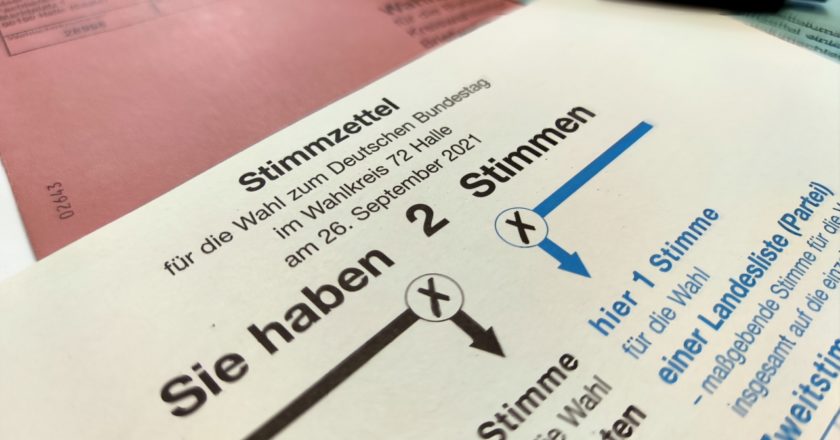 02643
Stimmzettel
für die Wahl zum Deutschen Bundestag
im Wahlkreis 72 Halle
am 26. September 2021
Sie haben 2 Stimmen
X
X
hier 1 Stimme
für die Wahl
einer Landesliste (Partei)
– maßgebende Stimme für die
insgesamt auf die
Stimme
Wahl